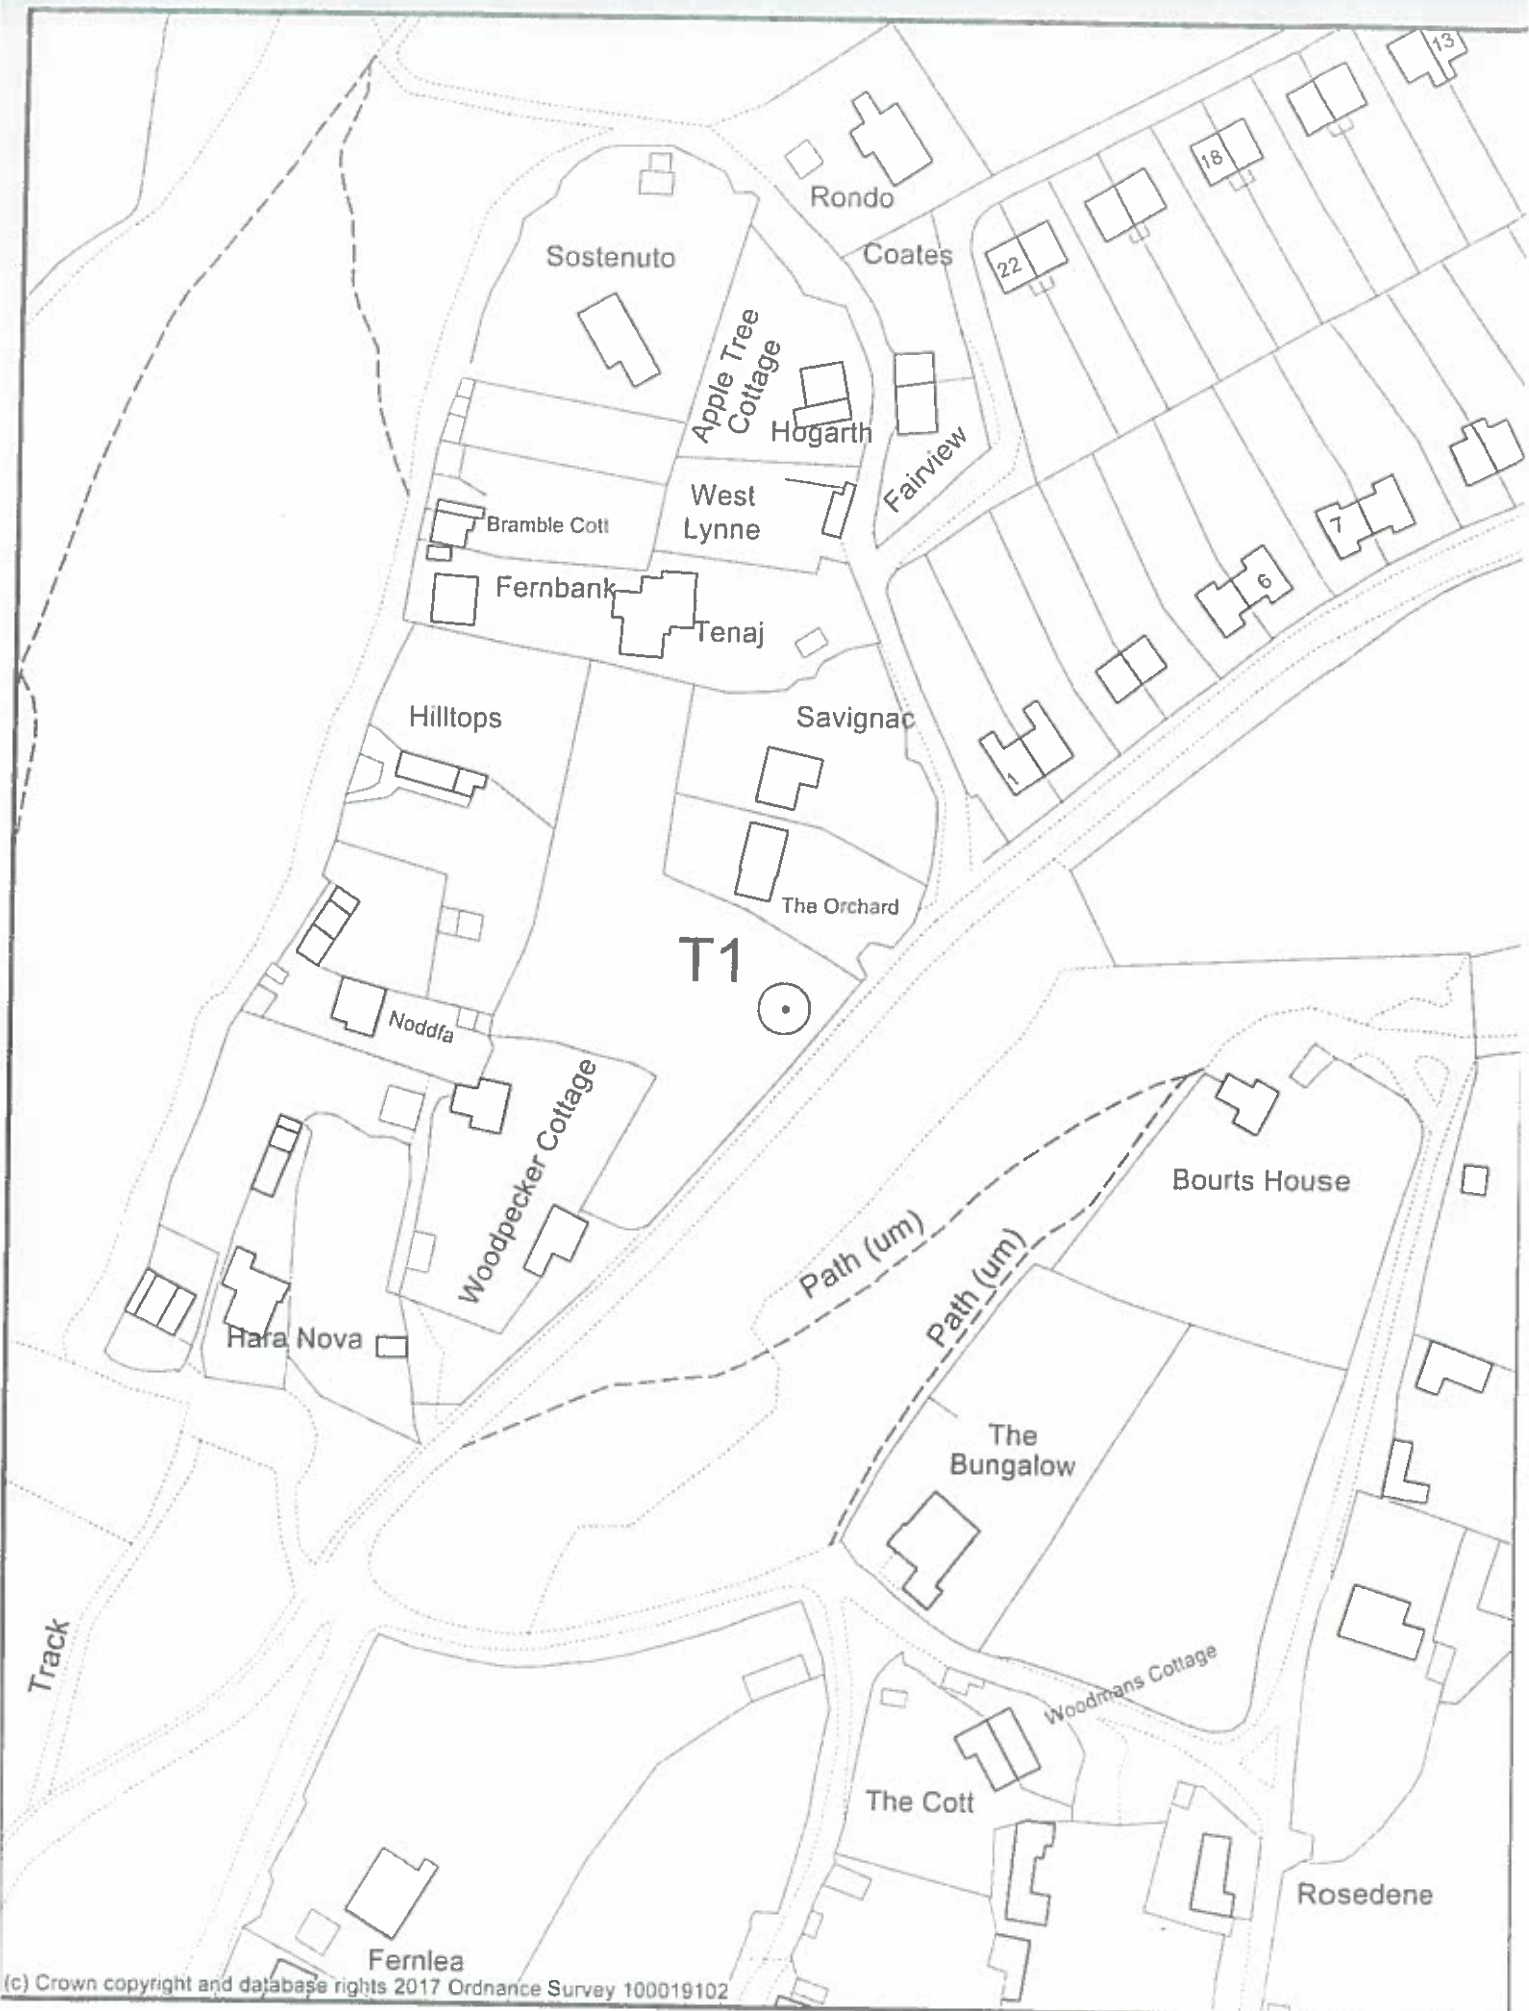 13
Rondo
18
Sostenuto
Coates
22
Apple Tree
Cottage
Hogarth
Fairview
West
Lynne
Bramble Cott
7
Fernbank
6
Tenaj
Hilltops
Savignac
1
The Orchard
T1
Noddfa
Woodpecker Cottage
Bourts House
Path (um)
Path (um)
Hara Nova
The
Bungalow
Track
Woodmans Cottage
The Cott
Rosedene
Fernlea
(c) Crown copyright and database rights 2017 Ordnance Survey 100019102